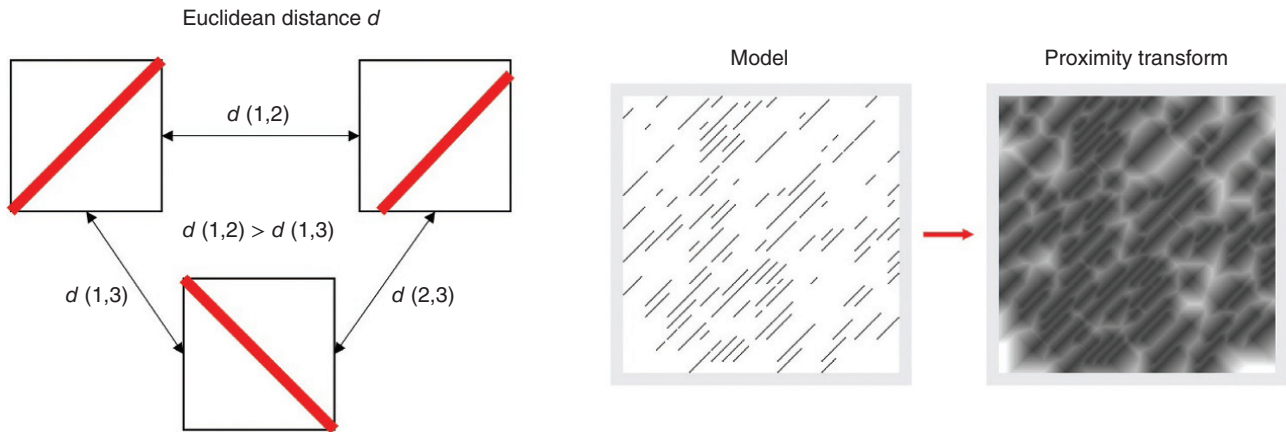 Euclidean distance d
d (1,2)
d (1,2) > d (1,3)
d (1,3)
d (2,3)
Model
Proximity transform